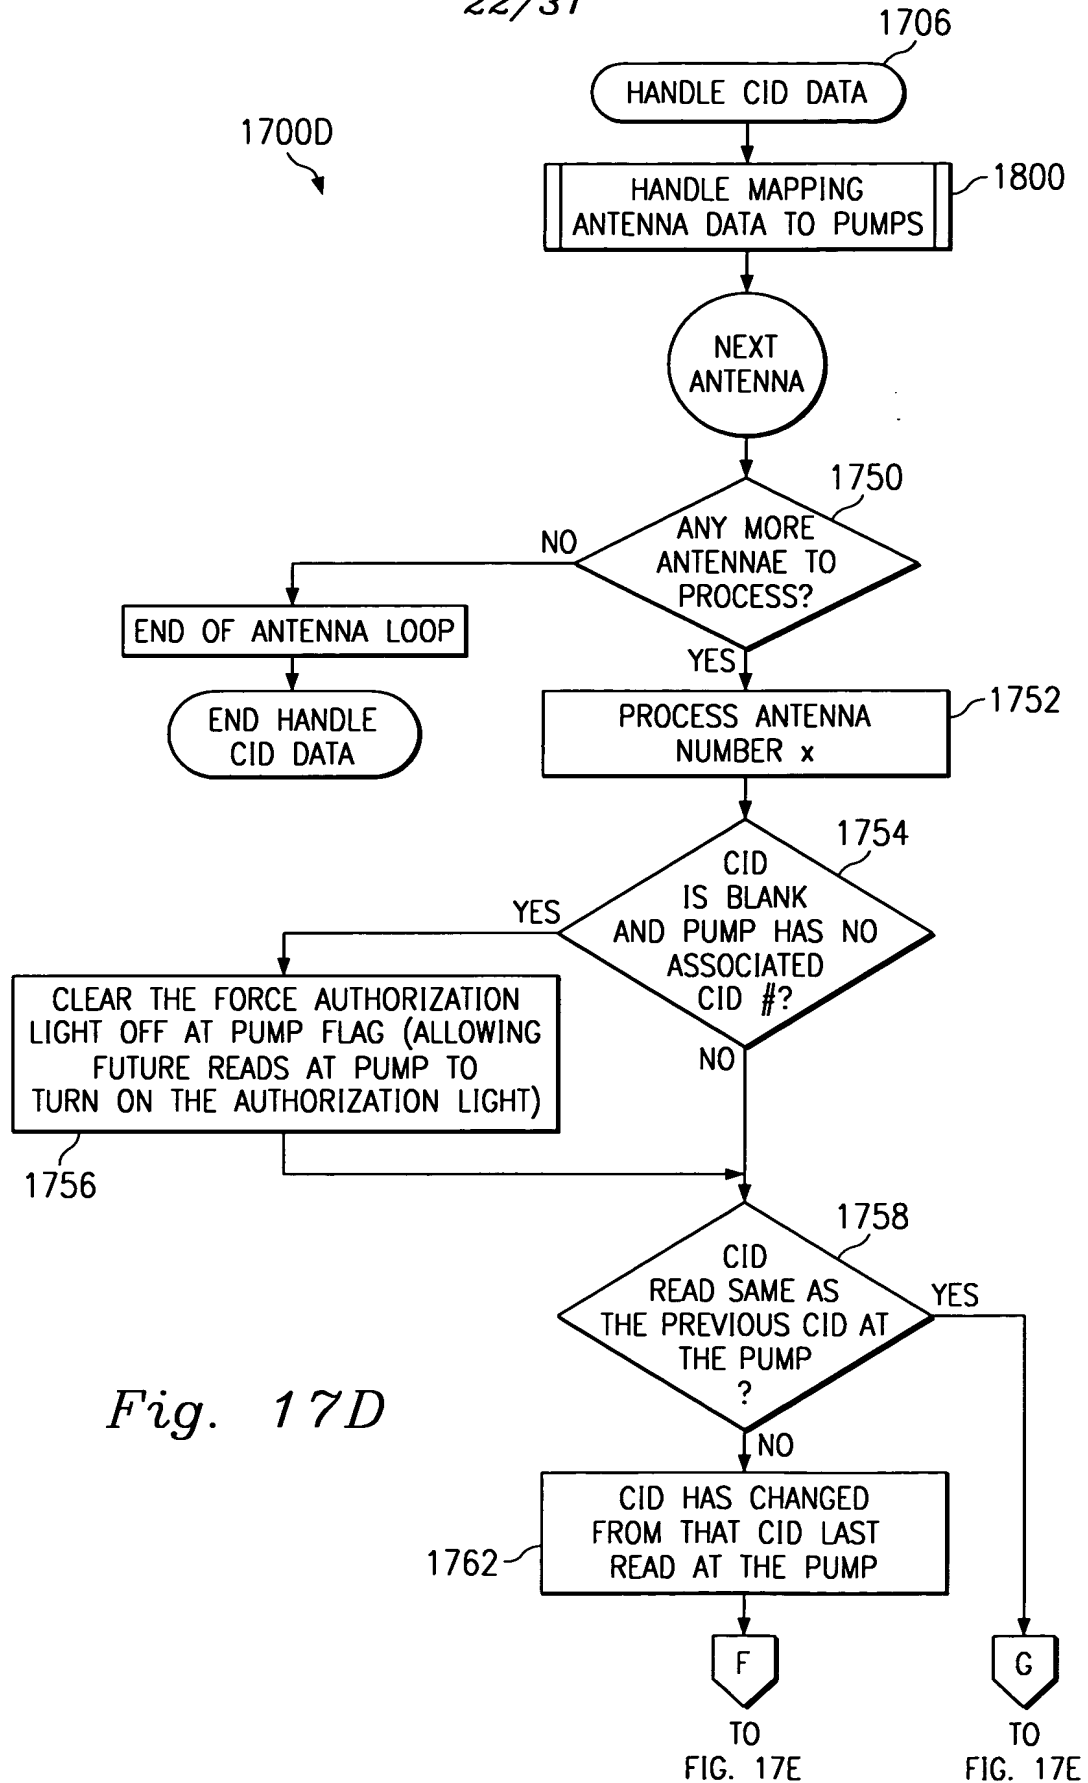 22/31
1706
HANDLE CID DATA
1700D
HANDLE MAPPING
ANTENNA DATA TO PUMPS
1800
NEXT
ANTENNA
1750
ANY MORE
ANTENNAE TO
PROCESS?
NO
END OF ANTENNA LOOP
END HANDLE
CID DATA
YES
PROCESS ANTENNA
NUMBER x
1752
1754
CID
IS BLANK
AND PUMP HAS NO
ASSOCIATED
CID #?
YES
CLEAR THE FORCE AUTHORIZATION
LIGHT OFF AT PUMP FLAG (ALLOWING
FUTURE READS AT PUMP TO
TURN ON THE AUTHORIZATION LIGHT)
1756
NO
1758
CID
READ SAME AS
THE PREVIOUS CID AT
THE PUMP
?
YES
NO
Fig. 17D
CID HAS CHANGED
FROM THAT CID LAST
READ AT THE PUMP
1762
F
G
TO
FIG. 17E
TO
FIG. 17E